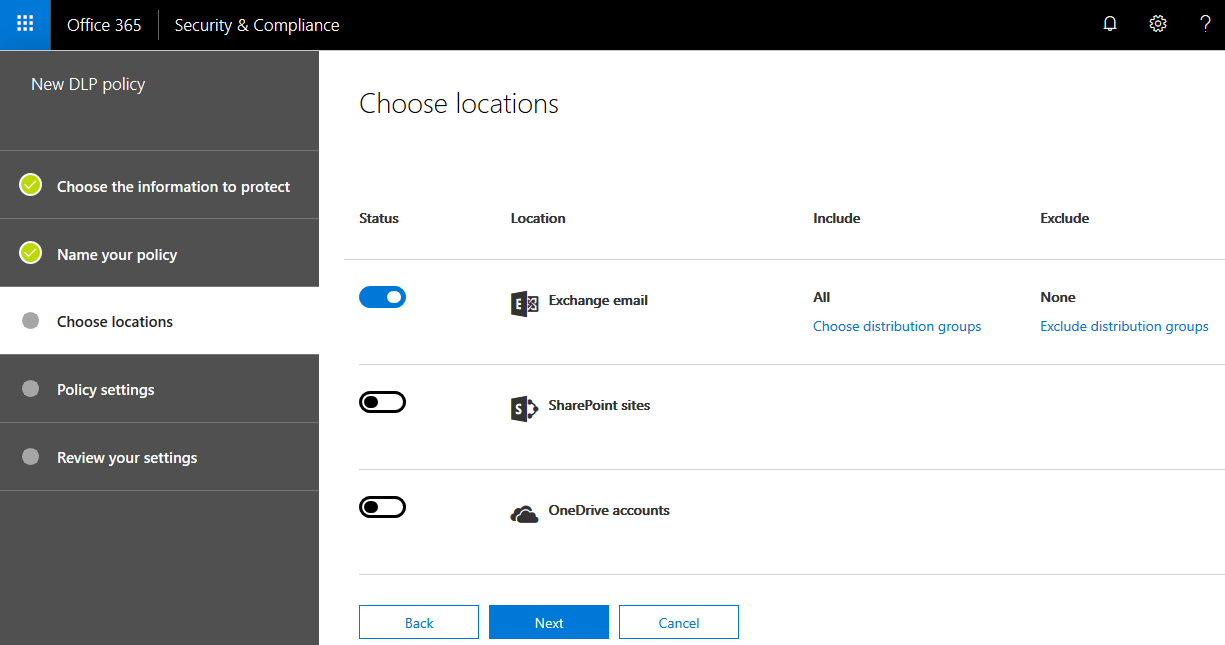 Office 365 Security & Compliance ?
New DLP policy
Choose the information to protect
Name your policy
Choose locations
Policy settings
Review your settings
Choose locations
Status Location Include Exclude
Exchange email All None
Choose distribution groups Exclude distribution groups
SharePoint sites
OneDrive accounts
Back Next Cancel